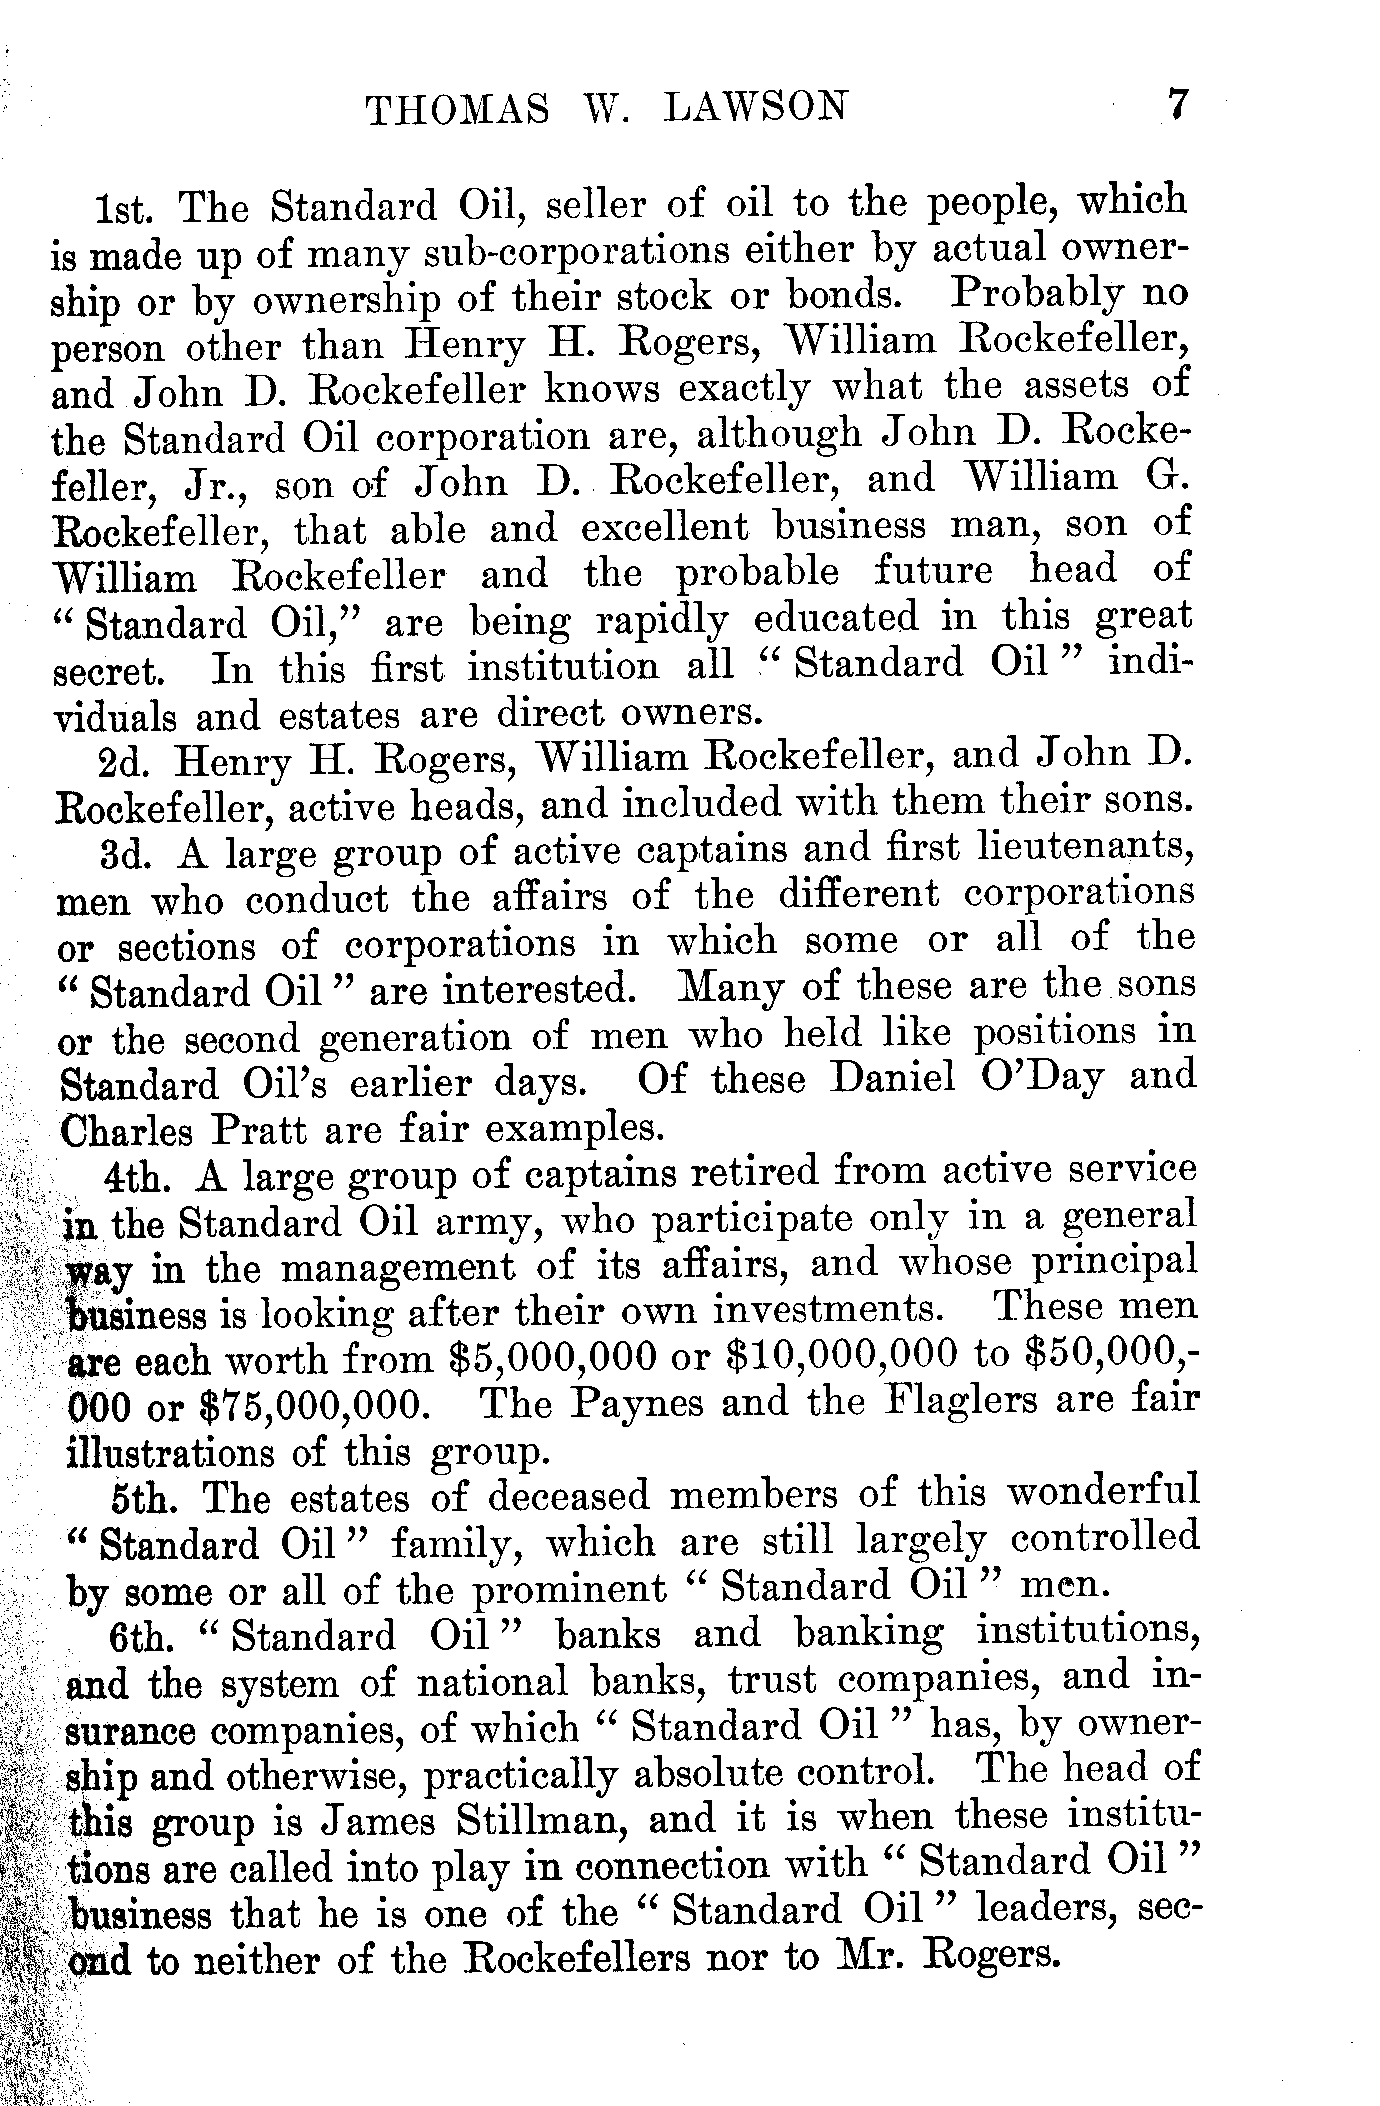 THOMAS W. LAWSON 7
1st. The Standard Oil, seller of oil to the people, which
is made up of many sub-corporations either by actual owner-
ship or by ownership of their stock or bonds. Probably no
person other than Henry H. Rogers, William Rockefeller,
and John D. Rockefeller knows exactly what the assets of
the Standard Oil corporation are, although John D. Rocke-
feller, Jr., son of John D. Rockefeller, and William G.
Rockefeller, that able and excellent business man, son of
William Rockefeller and the probable future head of
“ Standard Oil,” are being rapidly educated in this great
secret. In this first institution all “ Standard Oil ” indi-
viduals and estates are direct owners.
2d. Henry H. Rogers, William Rockefeller, and John D.
Rockefeller, active heads, and included with them their sons.
3d. A large group of active captains and first lieutenants,
men who conduct the affairs of the different corporations
or sections of corporations in which some or all of the
“ Standard Oil ” are interested. Many of these are the sons
or the second generation of men who held like positions in
Standard Oil’s earlier days. Of these Daniel O’Day and
Charles Pratt are fair examples.
4th. A large group of captains retired from active service
in the Standard Oil army, who participate only in a general
way in the management of its affairs, and whose principal
business is looking after their own investments. These men
are each worth from $5,000,000 or $10,000,000 to $50,000,-
000 or $75,000,000. The Paynes and the Flaglers are fair
illustrations of this group.
5th. The estates of deceased members of this wonderful
“ Standard Oil ” family, which are still largely controlled
by some or all of the prominent “ Standard Oil ” men.
6th. “ Standard Oil ” banks and banking institutions,
and the system of national banks, trust companies, and in-
surance companies, of which “ Standard Oil ” has, by owner-
ship and otherwise, practically absolute control. The head of
this group is James Stillman, and it is when these institu-
tions are called into play in connection with “ Standard Oil ”
business that he is one of the “ Standard Oil ” leaders, sec-
ond to neither of the Rockefellers nor to Mr. Rogers.